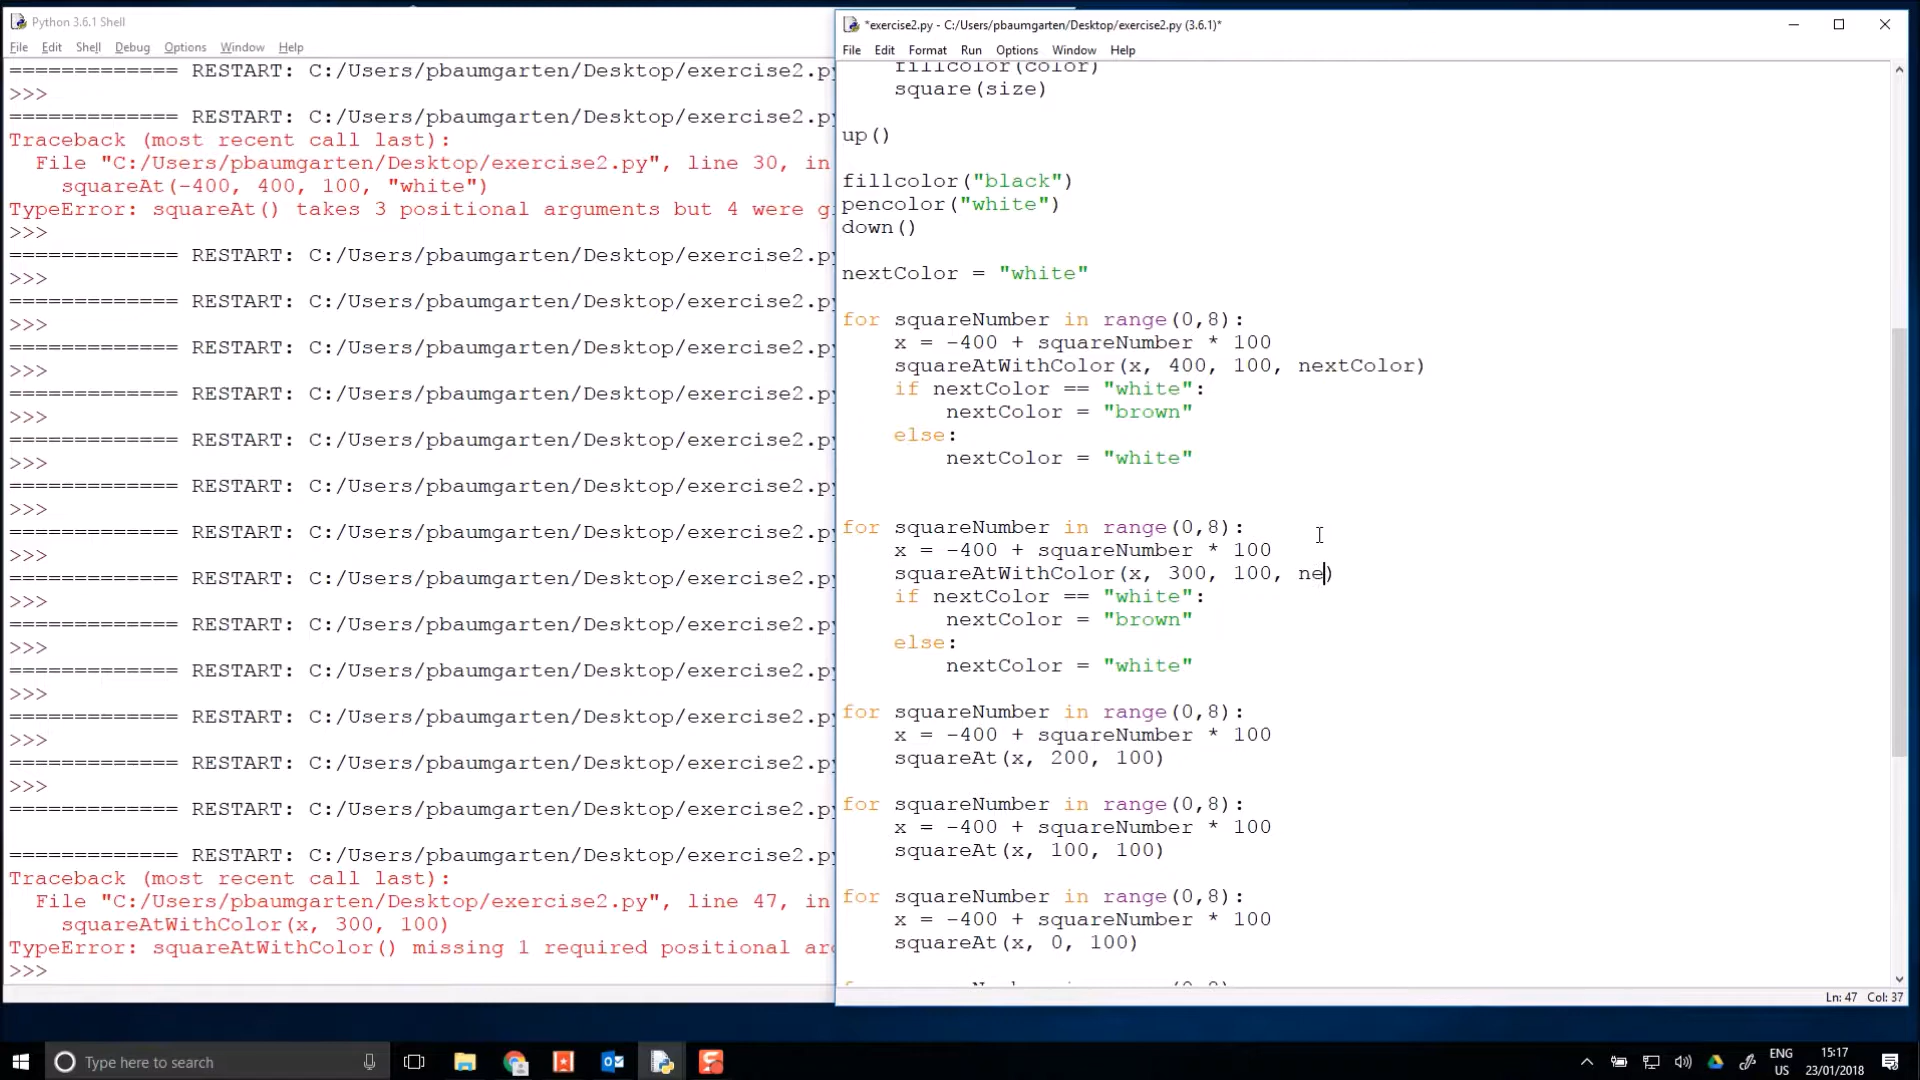 Python 3.6.1 Shell
File Edit Shell Debug Options Window Help
============= RESTART: C:/Users/pbaumgarten/Desktop/exercise2.py
>>>
============= RESTART: C:/Users/pbaumgarten/Desktop/exercise2.py
Traceback (most recent call last):
  File "C:/Users/pbaumgarten/Desktop/exercise2.py", line 30, in
    squareAt(-400, 400, 100, "white")
TypeError: squareAt() takes 3 positional arguments but 4 were g
>>>
============= RESTART: C:/Users/pbaumgarten/Desktop/exercise2.py
>>>
============= RESTART: C:/Users/pbaumgarten/Desktop/exercise2.py
>>>
============= RESTART: C:/Users/pbaumgarten/Desktop/exercise2.py
>>>
============= RESTART: C:/Users/pbaumgarten/Desktop/exercise2.py
>>>
============= RESTART: C:/Users/pbaumgarten/Desktop/exercise2.py
>>>
============= RESTART: C:/Users/pbaumgarten/Desktop/exercise2.py
>>>
============= RESTART: C:/Users/pbaumgarten/Desktop/exercise2.py
>>>
============= RESTART: C:/Users/pbaumgarten/Desktop/exercise2.py
>>>
============= RESTART: C:/Users/pbaumgarten/Desktop/exercise2.py
>>>
============= RESTART: C:/Users/pbaumgarten/Desktop/exercise2.py
>>>
============= RESTART: C:/Users/pbaumgarten/Desktop/exercise2.py
>>>
============= RESTART: C:/Users/pbaumgarten/Desktop/exercise2.py
>>>
============= RESTART: C:/Users/pbaumgarten/Desktop/exercise2.py
============= RESTART: C:/Users/pbaumgarten/Desktop/exercise2.py
Traceback (most recent call last):
  File "C:/Users/pbaumgarten/Desktop/exercise2.py", line 47, in
    squareAtWithColor(x, 300, 100)
TypeError: squareAtWithColor() missing 1 required positional ar
>>>
*exercise2.py - C:/Users/pbaumgarten/Desktop/exercise2.py (3.6.1)*
File Edit Format Run Options Window Help
    fillcolor(color)
    square(size)
up()
fillcolor("black")
pencolor("white")
down()
nextColor = "white"
for squareNumber in range(0,8):
    x = -400 + squareNumber * 100
    squareAtWithColor(x, 400, 100, nextColor)
    if nextColor == "white":
        nextColor = "brown"
    else:
        nextColor = "white"
for squareNumber in range(0,8):
    x = -400 + squareNumber * 100
    squareAtWithColor(x, 300, 100, ne)
    if nextColor == "white":
        nextColor = "brown"
    else:
        nextColor = "white"
for squareNumber in range(0,8):
    x = -400 + squareNumber * 100
    squareAt(x, 200, 100)
for squareNumber in range(0,8):
    x = -400 + squareNumber * 100
    squareAt(x, 100, 100)
for squareNumber in range(0,8):
    x = -400 + squareNumber * 100
    squareAt(x, 0, 100)
Ln: 47 Col: 37
Type here to search
ENG
US
15:17
23/01/2018